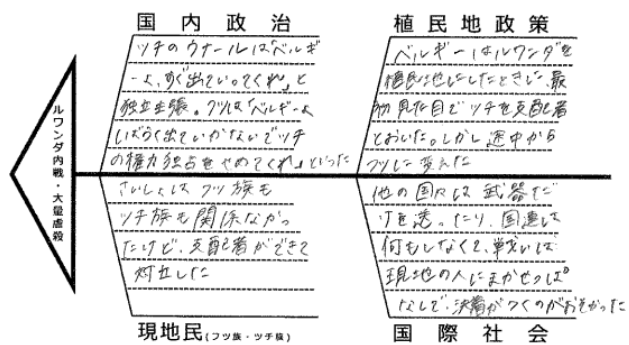 国内政治
ツチのウナールは「ベルギ
ーよ、すぐ出ていってくれ」と
独立主張。フツは「ベルギーよ
しばらく出ていかないでツチ
の権力独占をやめてくれ」といった
植民地政策
ベルギーはルワンダを
植民地にしたときに、最
初見た目でツチを支配者
とおいた。しかし途中から
フツに変えた
ルワンダ内戦・大量虐殺
さいしょは フツ族も
ツチ族も関係なかっ
たけど、支配者ができて
対立した
現地民(フツ族・ツチ族)
他の国々は武器だ
けを送ったり、国連は
何もしなくて、戦いは
現地の人にまかせっぱ
なしで、決着がつくのがおそかった
国際社会